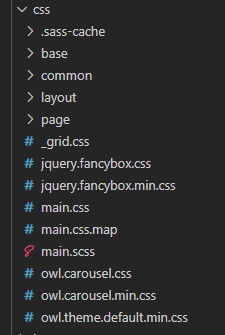 css
.sass-cache
base
common
layout
page
_grid.css
jquery.fancybox.css
jquery.fancybox.min.css
main.css
main.css.map
main.scss
owl.carousel.css
owl.carousel.min.css
owl.theme.default.min.css